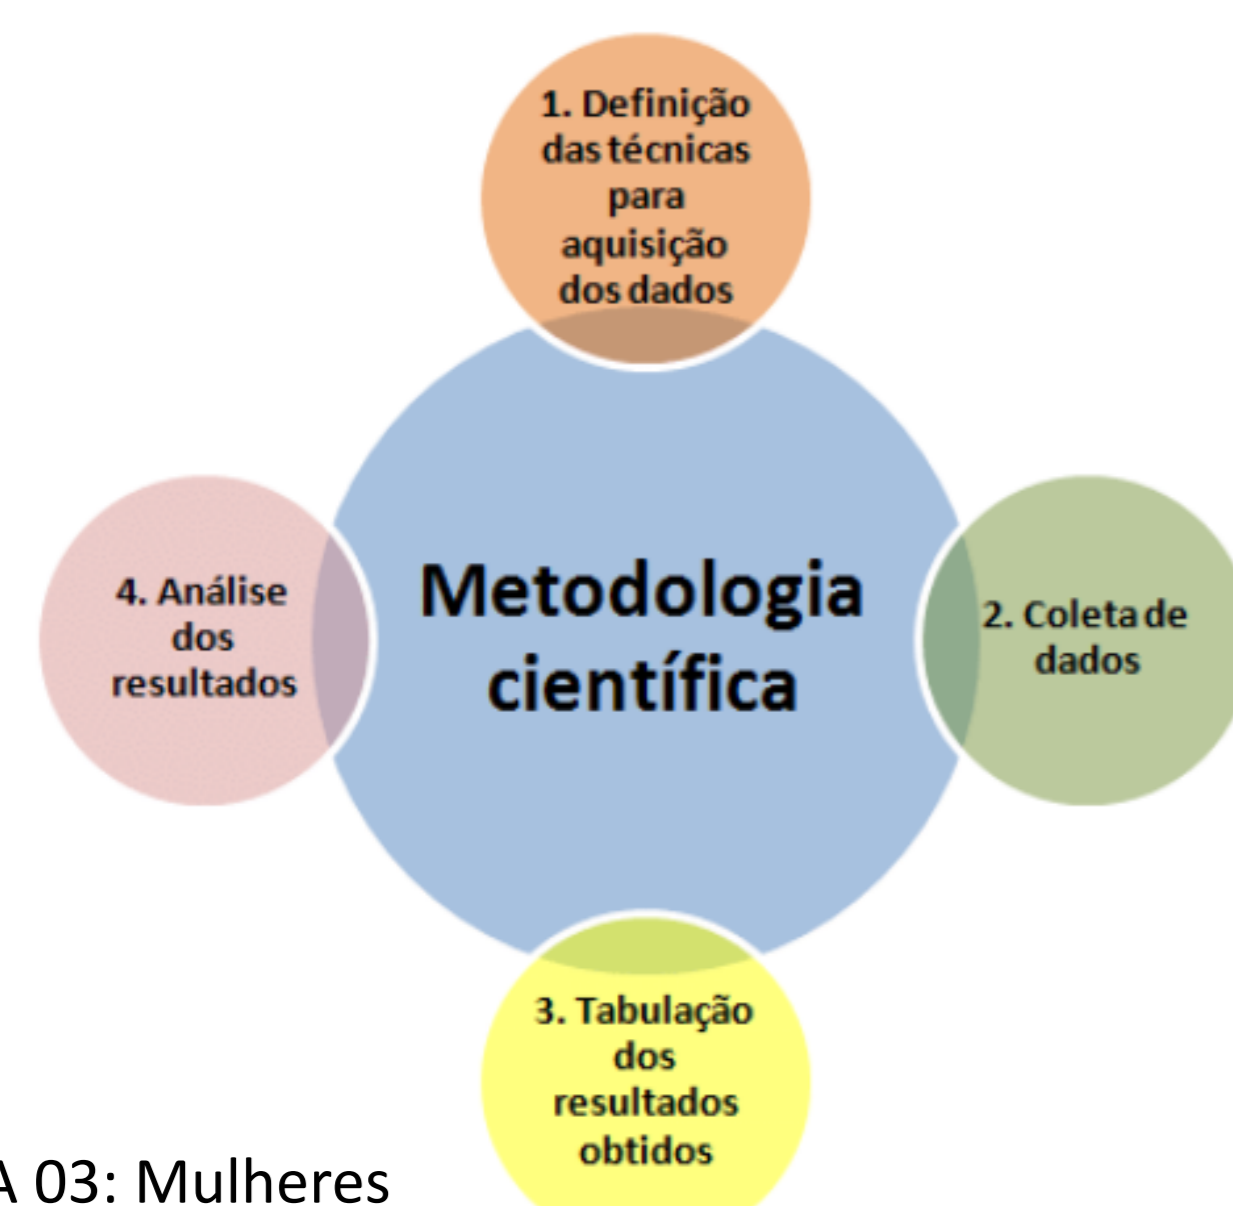 1. Definição
das técnicas
para
aquisição
dos dados
Metodologia
científica
2. Coleta de
dados
3. Tabulação
dos
resultados
obtidos
4. Análise
dos
resultados
A 03: Mulheres